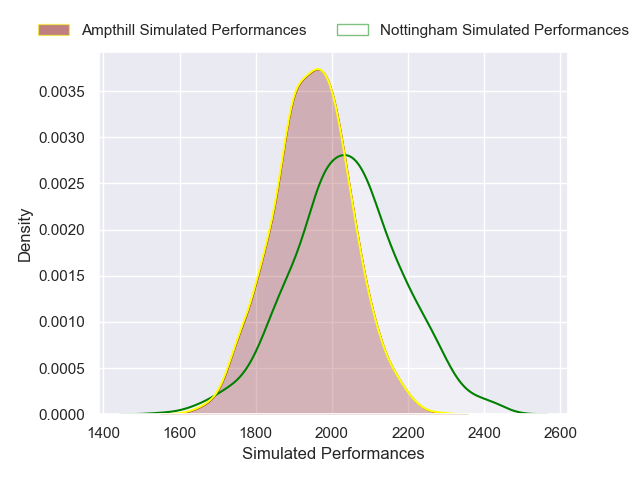 Ampthill Simulated Performances
Nottingham Simulated Performances
0.0035
0.0030
0.0025
0.0020
0.0015
0.0010
0.0005
0.0000
Density
1400 1600 1800 2000 2200 2400 2600
Simulated Performances